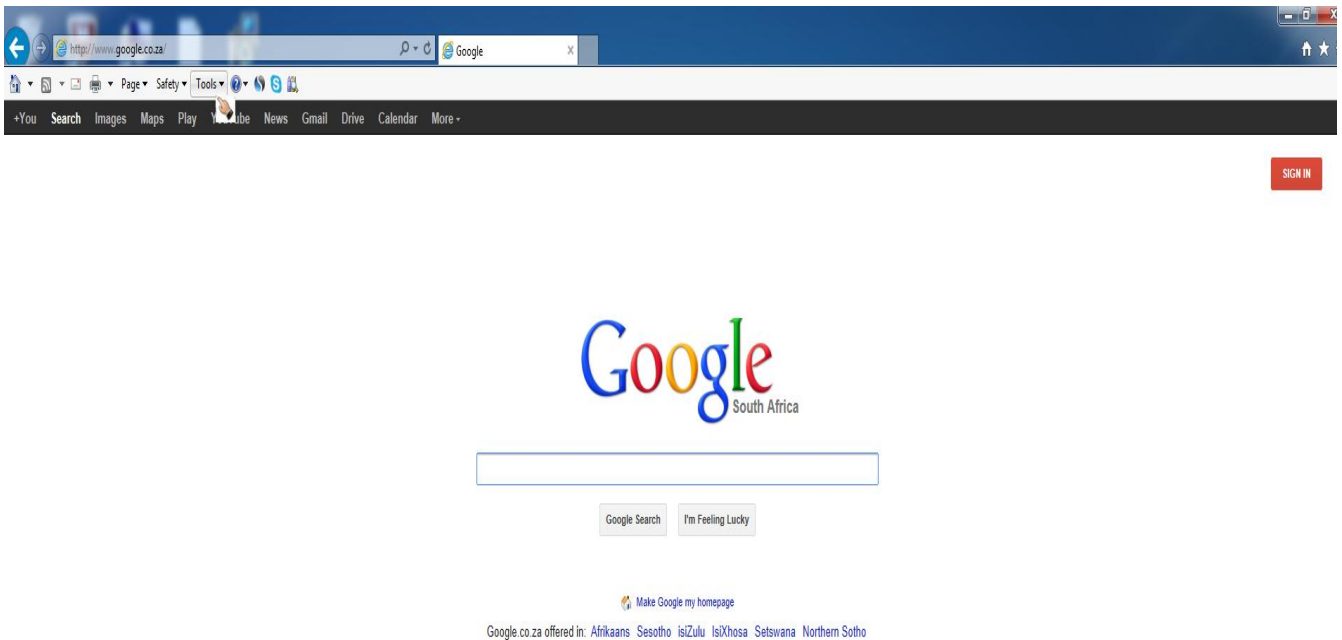 http://www.google.co.za/ Google
Page Safety Tools
+You Search Images Maps Play YouTube News Gmail Drive Calendar More
SIGN IN
Google
South Africa
Google Search I'm Feeling Lucky
Make Google my homepage
Google.co.za offered in: Afrikaans Sesotho isiZulu IsiXhosa Setswana Northern Sotho